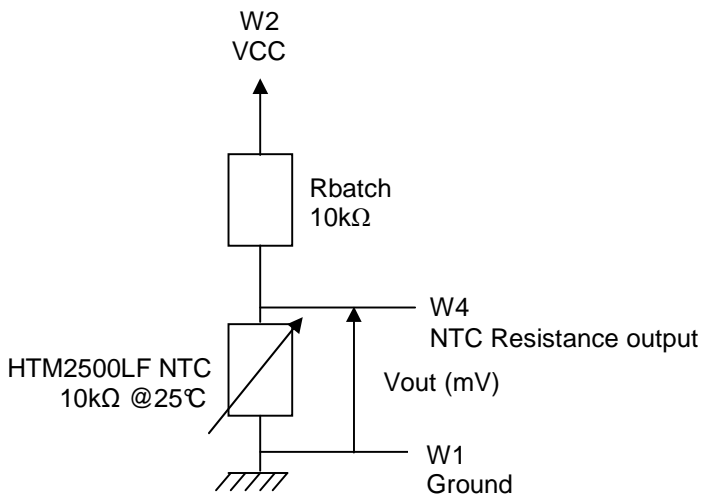 W2
VCC
Rbatch
10kΩ
W4
NTC Resistance output
HTM2500LF NTC
10kΩ @25℃
Vout (mV)
W1
Ground